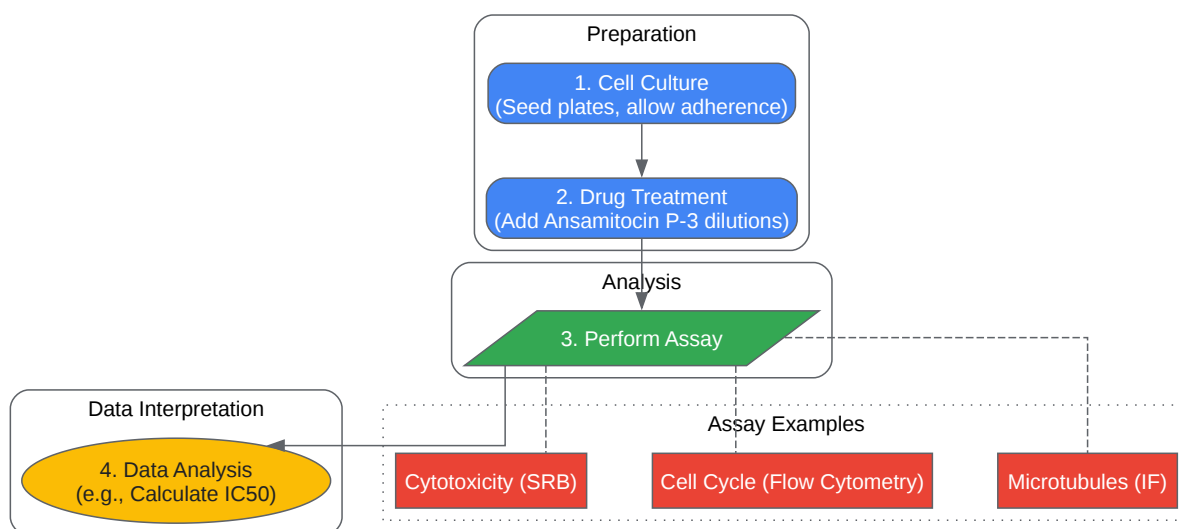 Preparation
1. Cell Culture
(Seed plates, allow adherence)
2. Drug Treatment
(Add Ansamitocin P-3 dilutions)
Analysis
3. Perform Assay
Data Interpretation
4. Data Analysis
(e.g., Calculate IC50)
Assay Examples
Cytotoxicity (SRB)
Cell Cycle (Flow Cytometry)
Microtubules (IF)